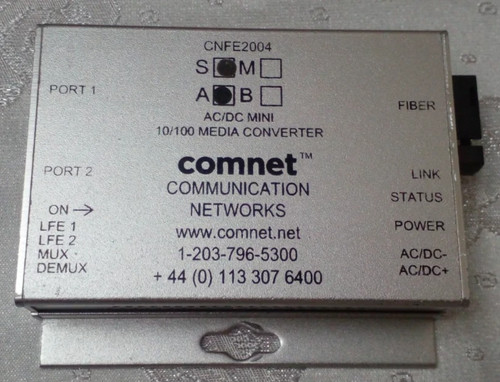 CNFE2004
S M
A B
AC/DC MINI
10/100 MEDIA CONVERTER
comnet™
COMMUNICATION
NETWORKS
www.comnet.net
1-203-796-5300
+ 44 (0) 113 307 6400
PORT 1
PORT 2
ON →
LFE 1
LFE 2
MUX
DEMUX
FIBER
LINK
STATUS
POWER
AC/DC-
AC/DC+